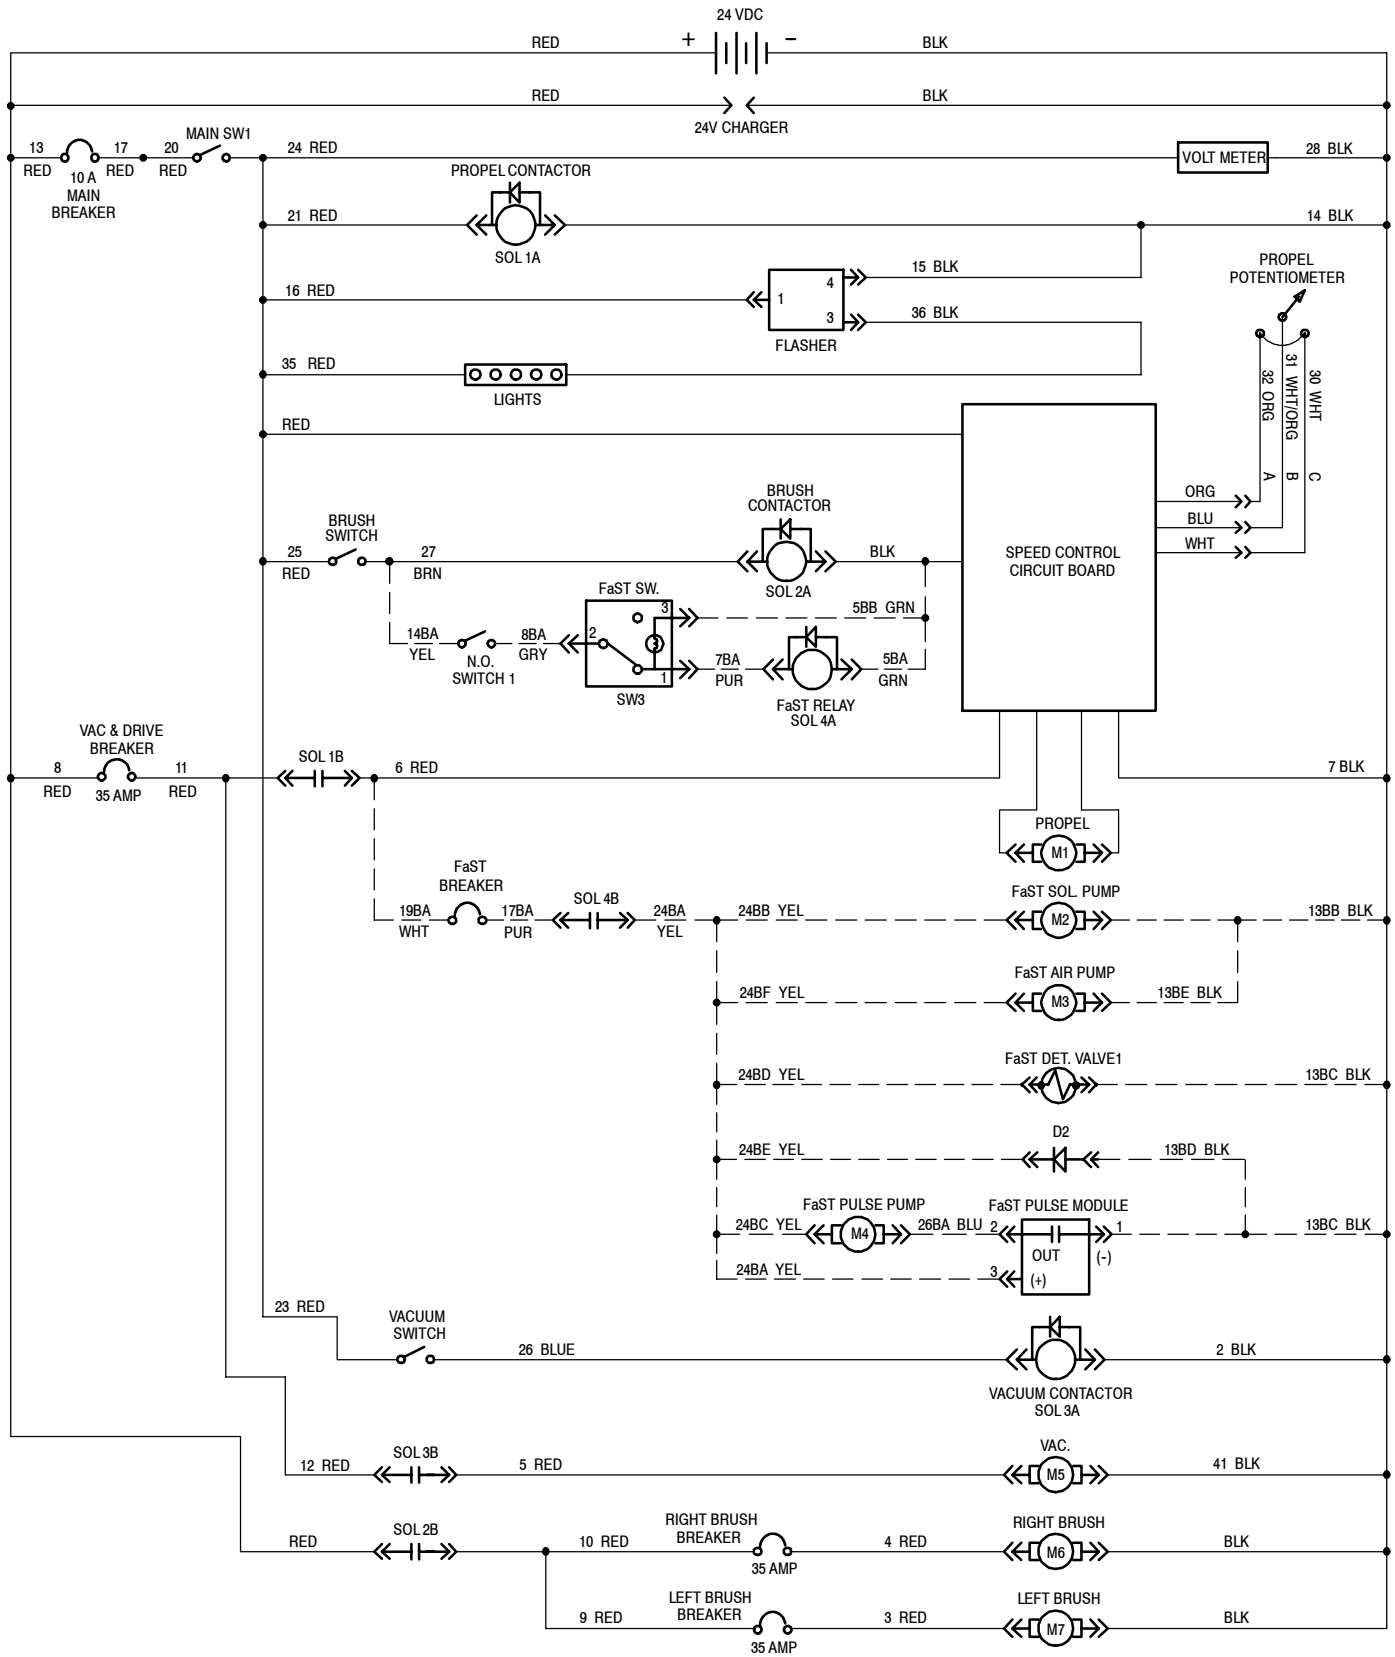 24 VDC
RED + − BLK
RED BLK
24V CHARGER
MAIN SW1
13 17 20 24 RED VOLT METER 28 BLK
RED RED RED
10 A
MAIN
BREAKER
PROPEL CONTACTOR
21 RED 14 BLK
SOL 1A
PROPEL
POTENTIOMETER
15 BLK
16 RED 1 4
3 36 BLK
FLASHER
35 RED
LIGHTS
32 ORG A
31 WHT/ORG B
30 WHT C
RED
ORG
BLU
WHT
SPEED CONTROL
CIRCUIT BOARD
BRUSH
CONTACTOR
BRUSH
SWITCH
25 27 BLK
RED BRN
SOL 2A
FaST SW.
3 5BB GRN
14BA 8BA 2
YEL GRY
N.O.
SWITCH 1
1 7BA 5BA
PUR GRN
SW3
FaST RELAY
SOL 4A
VAC & DRIVE
BREAKER
SOL 1B
8 11 6 RED 7 BLK
RED 35 AMP RED
PROPEL
M1
FaST
BREAKER
SOL 4B
FaST SOL. PUMP
19BA 17BA 24BA 24BB YEL M2 13BB BLK
WHT PUR YEL
FaST AIR PUMP
24BF YEL M3 13BE BLK
FaST DET. VALVE1
24BD YEL 13BC BLK
D2
24BE YEL 13BD BLK
FaST PULSE PUMP FaST PULSE MODULE
24BC YEL M4 26BA BLU 2 1 13BC BLK
OUT (-)
24BA YEL 3 (+)
23 RED
VACUUM
SWITCH
26 BLUE 2 BLK
VACUUM CONTACTOR
SOL 3A
SOL 3B VAC.
12 RED 5 RED M5 41 BLK
SOL 2B RIGHT BRUSH
BREAKER
RIGHT BRUSH
RED 10 RED 4 RED M6 BLK
35 AMP
LEFT BRUSH
BREAKER
LEFT BRUSH
9 RED 3 RED M7 BLK
35 AMP